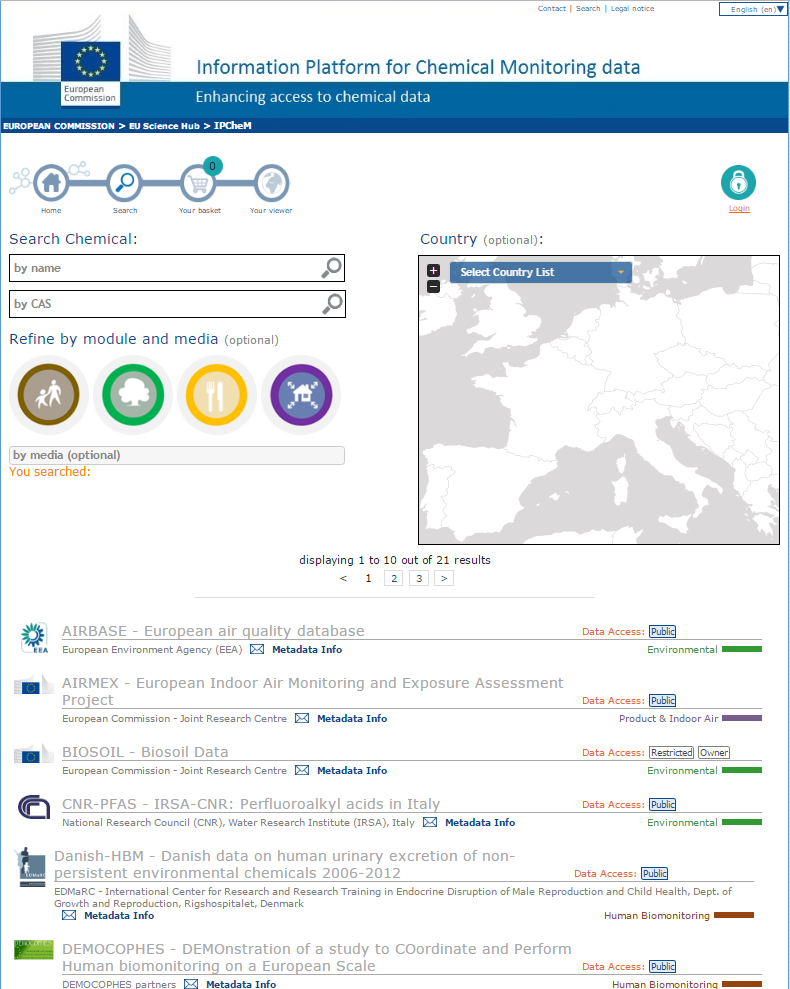 Contact | Search | Legal notice
English (en)
Information Platform for Chemical Monitoring data
European
Commission
Enhancing access to chemical data
EUROPEAN COMMISSION > EU Science Hub > IPCheM
0
Home
Search
Your basket
Your viewer
Login
Search Chemical:
Country (optional):
by name
+
Select Country List
−
by CAS
Refine by module and media (optional)
by media (optional)
You searched:
displaying 1 to 10 out of 21 results
< 1 2 3 >
AIRBASE - European air quality database
Data Access: Public
EEA
European Environment Agency (EEA) Metadata Info
Environmental
AIRMEX - European Indoor Air Monitoring and Exposure Assessment
Project
Data Access: Public
European Commission - Joint Research Centre Metadata Info
Product & Indoor Air
BIOSOIL - Biosoil Data
Data Access: Restricted Owner
European Commission - Joint Research Centre Metadata Info
Environmental
CNR-PFAS - IRSA-CNR: Perfluoroalkyl acids in Italy
Data Access: Public
National Research Council (CNR), Water Research Institute (IRSA), Italy Metadata Info
Environmental
Danish-HBM - Danish data on human urinary excretion of non-
persistent environmental chemicals 2006-2012
Data Access: Public
EDMaRC
EDMaRC - International Center for Research and Research Training in Endocrine Disruption of Male Reproduction and Child Health, Dept. of
Growth and Reproduction, Rigshospitalet, Denmark
Metadata Info
Human Biomonitoring
DEMOCOPHES
DEMOCOPHES - DEMOnstration of a study to COordinate and Perform
Human biomonitoring on a European Scale
Data Access: Public
DEMOCOPHES partners Metadata Info
Human Biomonitoring